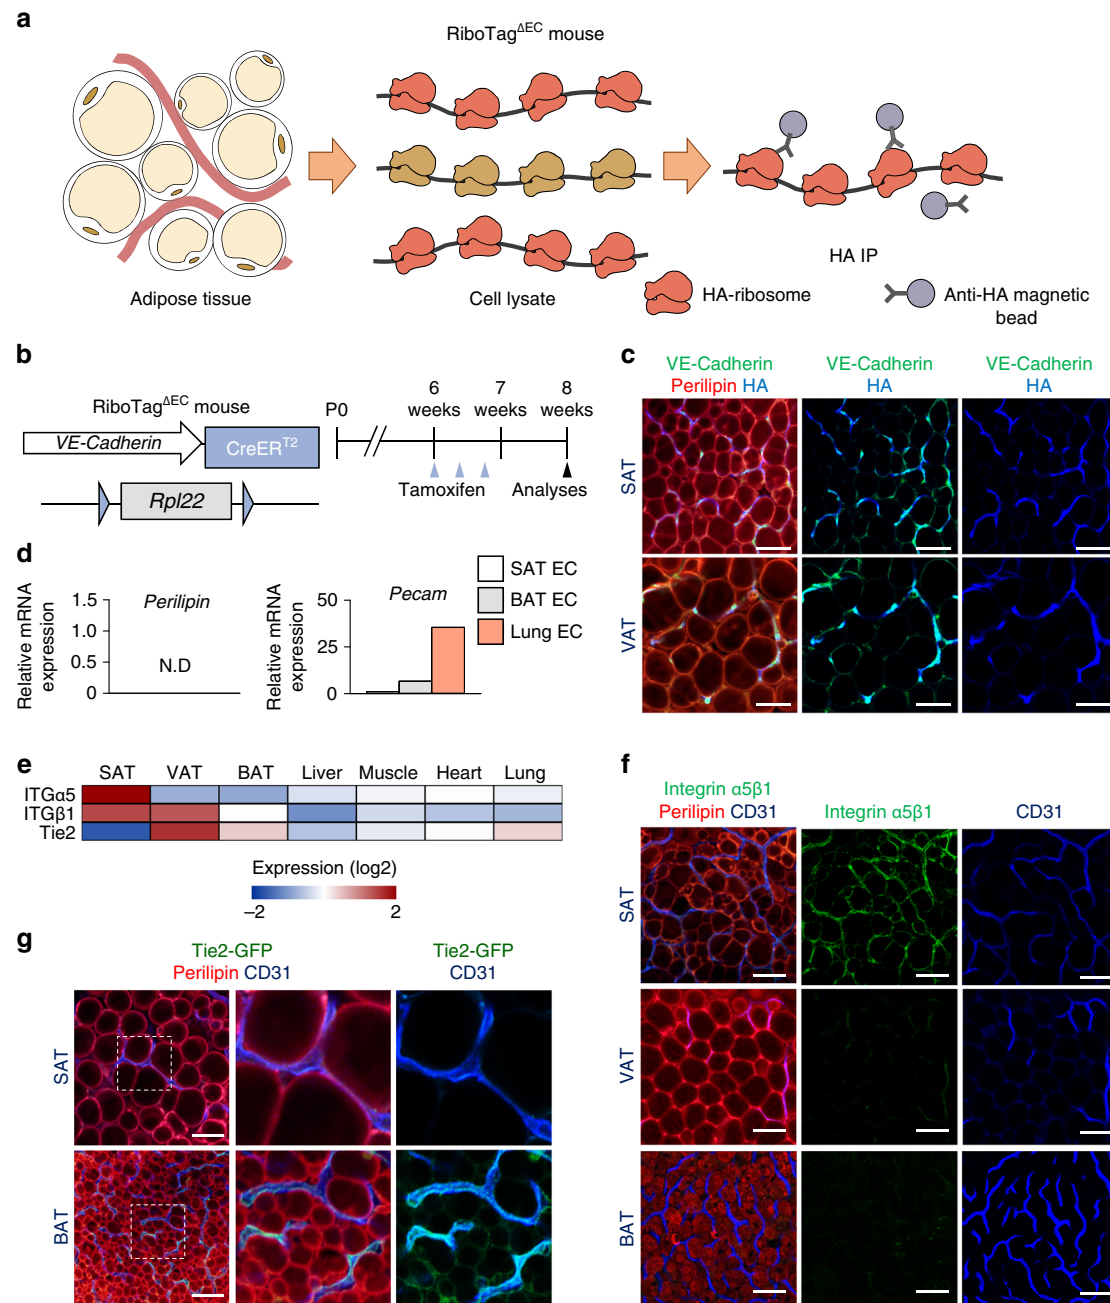 a
RiboTag^ΔEC mouse
Adipose tissue
Cell lysate
HA-ribosome
HA IP
Anti-HA magnetic
bead
b
RiboTag^ΔEC mouse
VE-Cadherin
CreER^T2
Rpl22
P0
6
weeks
7
weeks
8
weeks
Tamoxifen
Analyses
c
VE-Cadherin
Perilipin HA
VE-Cadherin
HA
VE-Cadherin
HA
SAT
VAT
d
Relative mRNA
expression
1.5
1.0
0.5
0
Perilipin
N.D
Relative mRNA
expression
50
25
0
Pecam
SAT EC
BAT EC
Lung EC
e
SAT VAT BAT Liver Muscle Heart Lung
ITGα5
ITGβ1
Tie2
Expression (log2)
−2 2
f
Integrin α5β1
Perilipin CD31
Integrin α5β1
CD31
SAT
VAT
BAT
g
Tie2-GFP
Perilipin CD31
Tie2-GFP
CD31
SAT
BAT